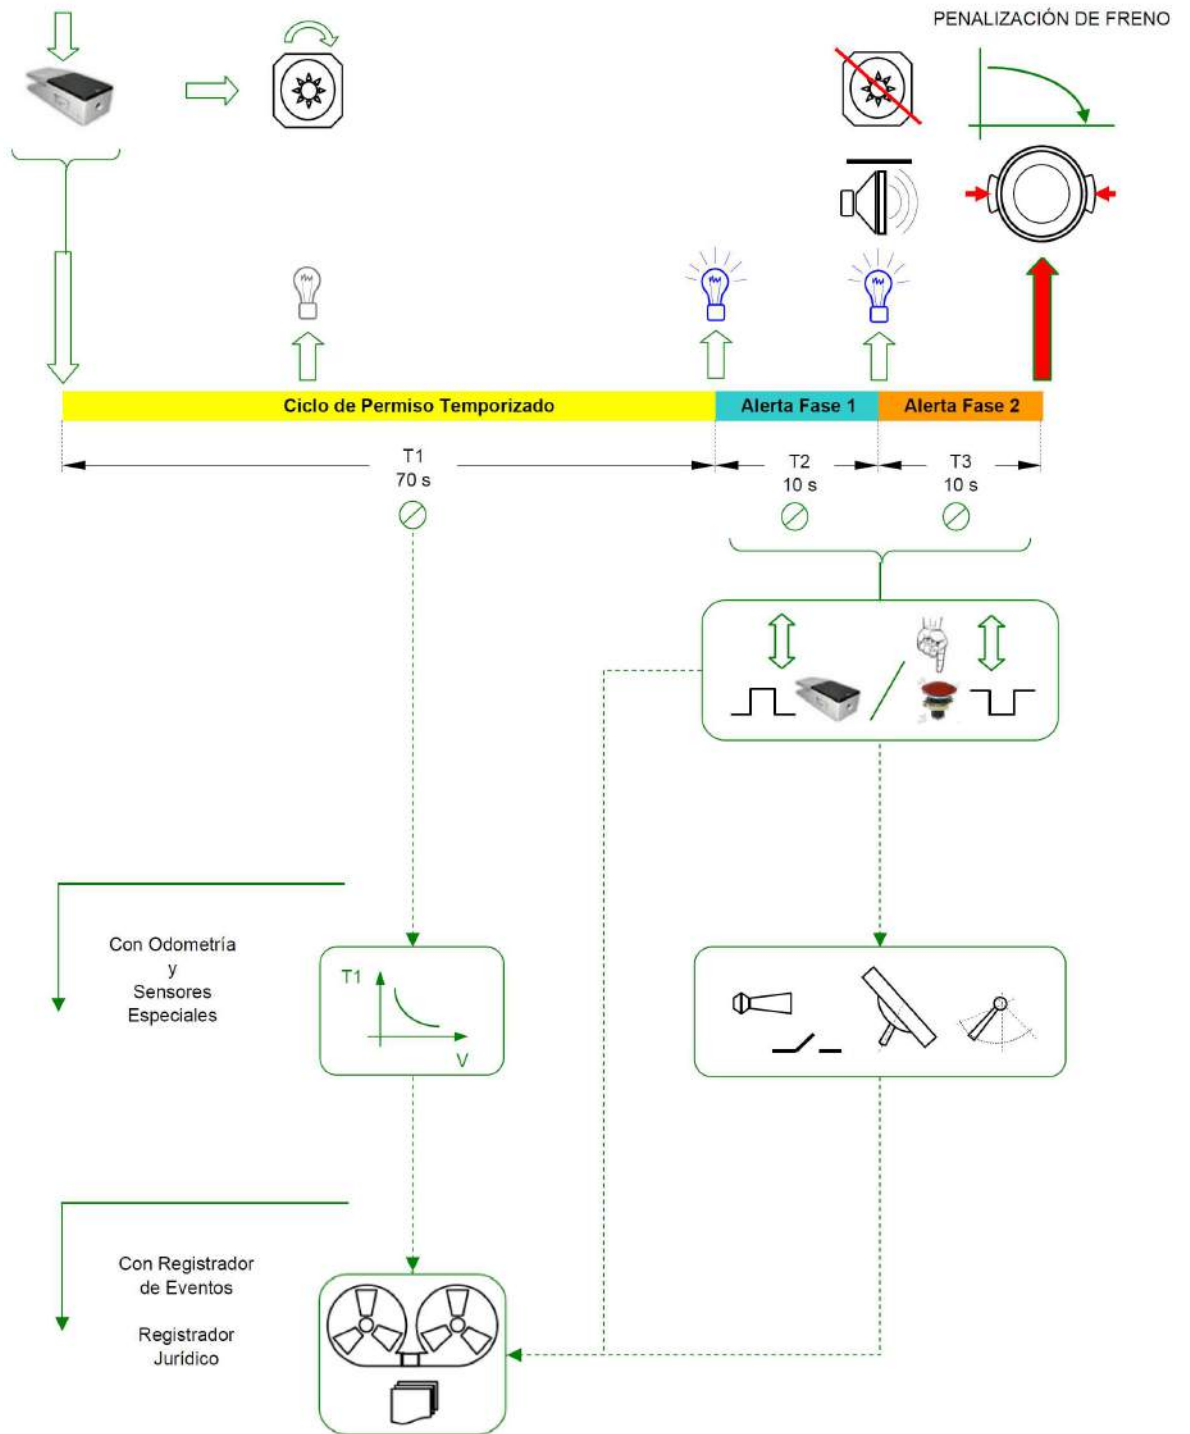 PENALIZACIÓN DE FRENO
Ciclo de Permiso Temporizado
Alerta Fase 1
Alerta Fase 2
T1
70 s
T2
10 s
T3
10 s
Con Odometría
y
Sensores
Especiales
T1
V
Con Registrador
de Eventos
Registrador
Jurídico